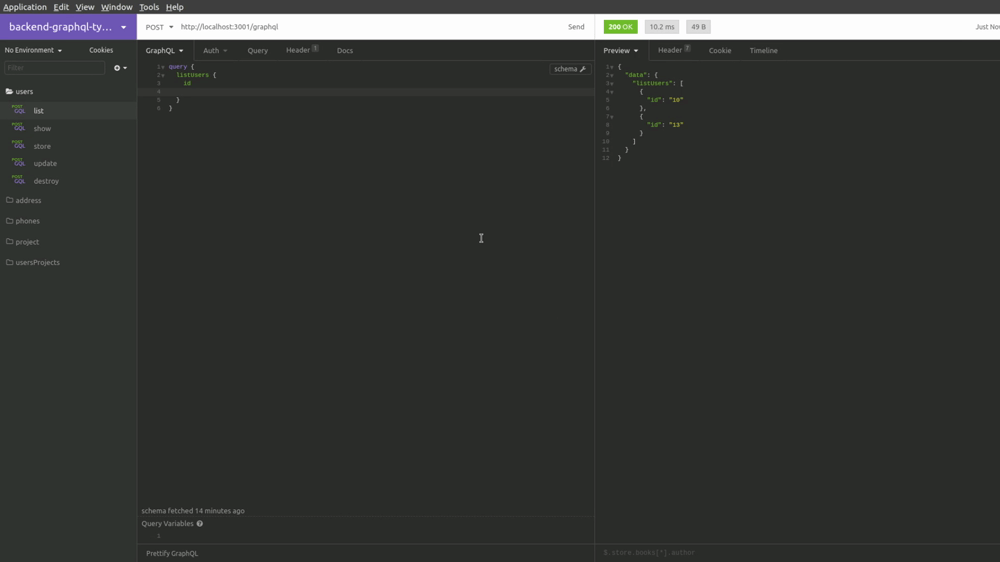 Application Edit View Window Tools Help
backend-graphql-ty...
POST http://localhost:3001/graphql Send
200 OK 10.2 ms 49 B Just No
No Environment Cookies
GraphQL Auth Query Header 1 Docs
Preview Header 7 Cookie Timeline
Filter
schema
users
POST GQL list
POST GQL show
POST GQL store
POST GQL update
POST GQL destroy
address
phones
project
usersProjects
1 query {
2 listUsers {
3 id
4
5 }
6 }
schema fetched 14 minutes ago
Query Variables ?
1
Prettify GraphQL
1 {
2 "data": {
3 "listUsers": [
4 {
5 "id": "10"
6 },
7 {
8 "id": "13"
9 }
10 ]
11 }
12 }
$.store.books[*].author